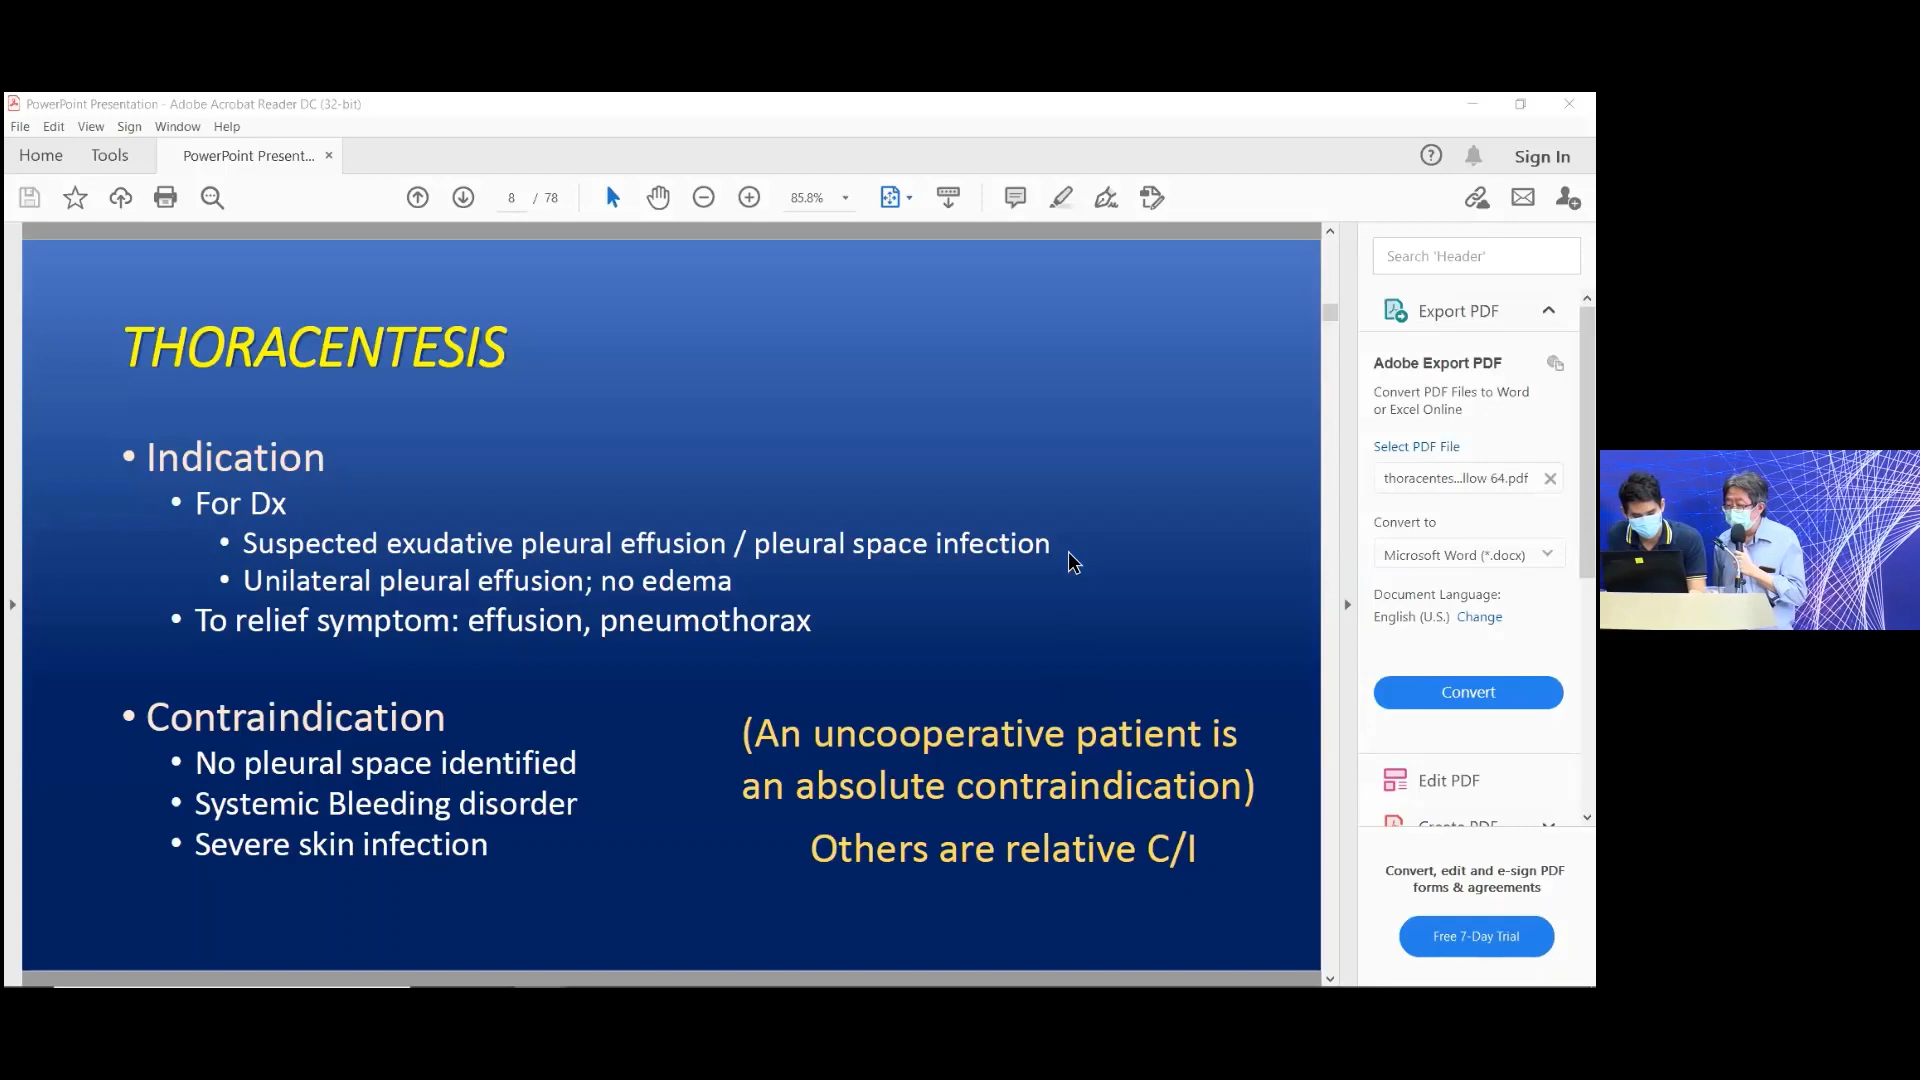 PowerPoint Presentation - Adobe Acrobat Reader DC (32-bit)
File Edit View Sign Window Help
Home Tools PowerPoint Present... × Sign In
8 / 78 85.8%
THORACENTESIS
• Indication
• For Dx
• Suspected exudative pleural effusion / pleural space infection
• Unilateral pleural effusion; no edema
• To relief symptom: effusion, pneumothorax
• Contraindication
• No pleural space identified
• Systemic Bleeding disorder
• Severe skin infection
(An uncooperative patient is
an absolute contraindication)
Others are relative C/I
Search 'Header'
Export PDF
Adobe Export PDF
Convert PDF Files to Word
or Excel Online
Select PDF File
thoracentes...llow 64.pdf
Convert to
Microsoft Word (*.docx)
Document Language:
English (U.S.) Change
Convert
Edit PDF
Create PDF
Convert, edit and e-sign PDF
forms & agreements
Free 7-Day Trial